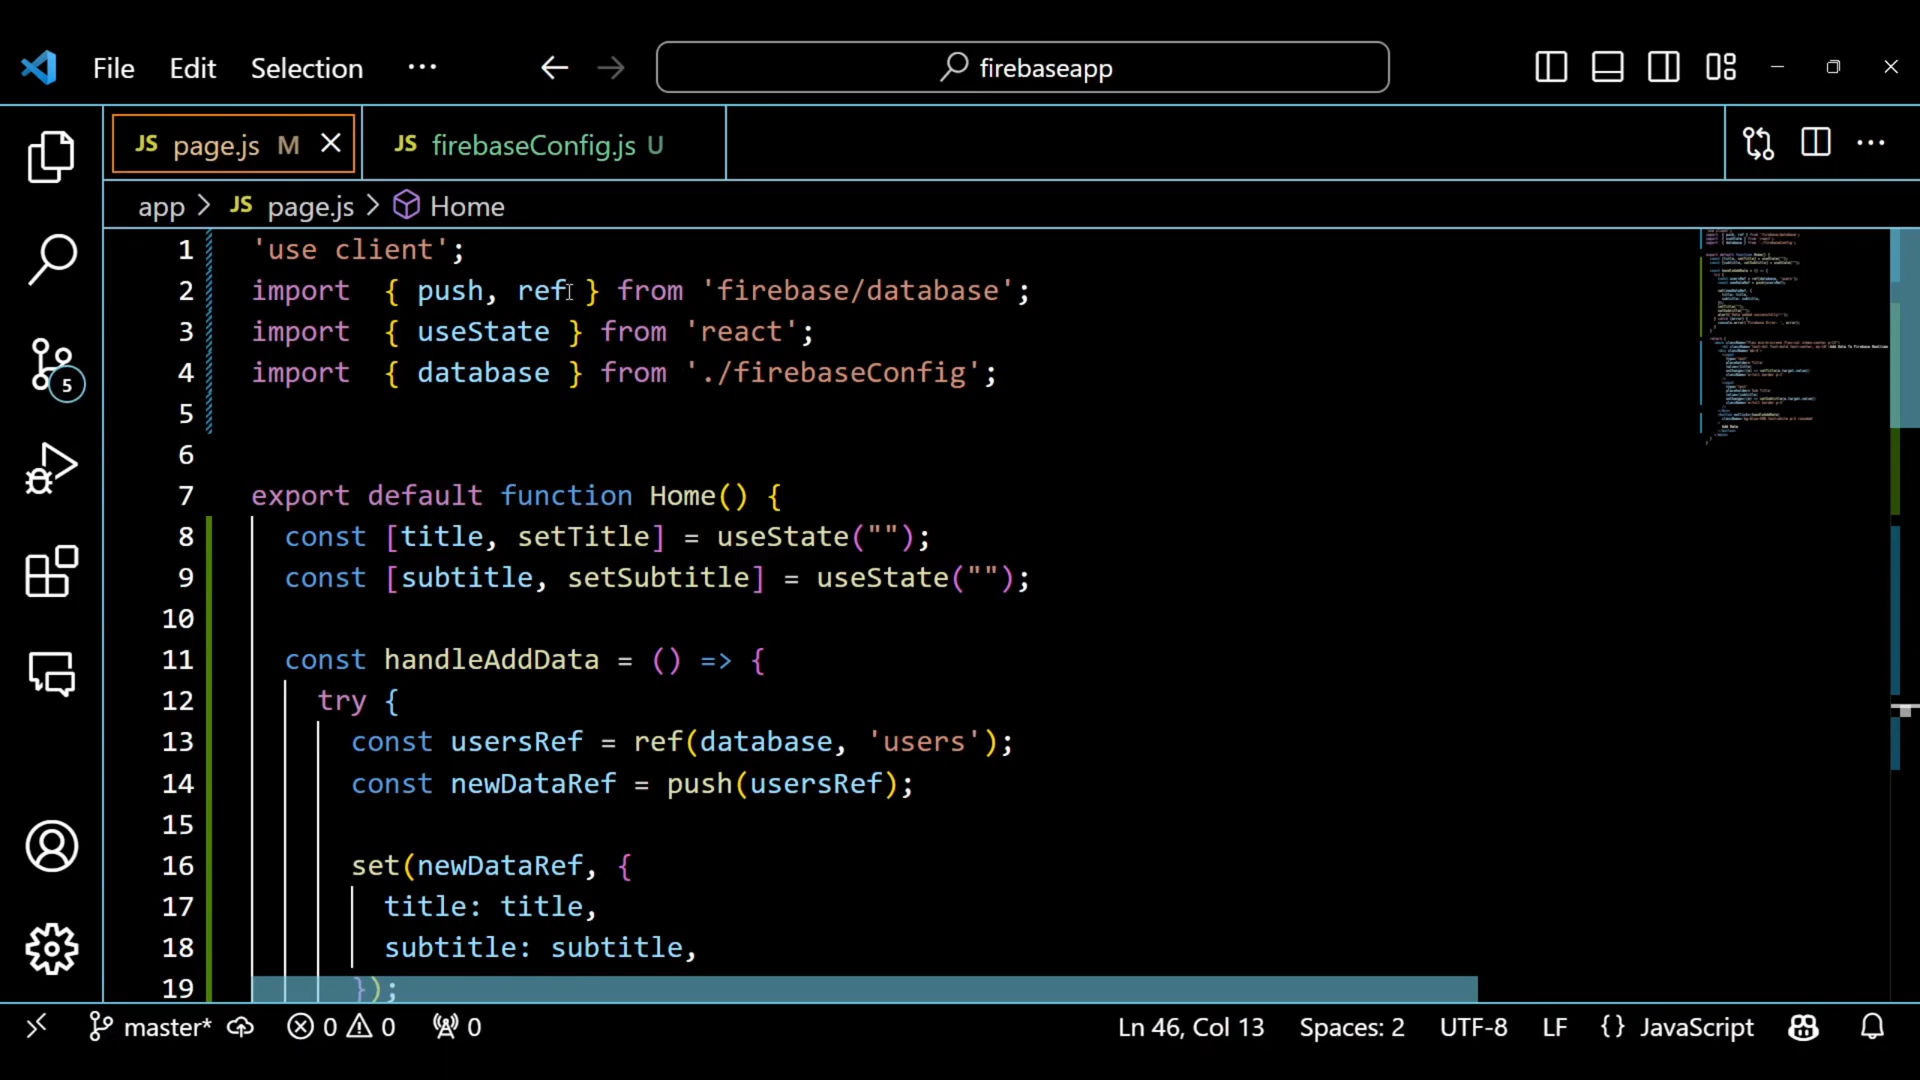 File Edit Selection ··· firebaseapp
JS page.js M JS firebaseConfig.js U
app > JS page.js > Home
1 'use client';
2 import { push, ref } from 'firebase/database';
3 import { useState } from 'react';
4 import { database } from './firebaseConfig';
5
6
7 export default function Home() {
8 const [title, setTitle] = useState("");
9 const [subtitle, setSubtitle] = useState("");
10
11 const handleAddData = () => {
12 try {
13 const usersRef = ref(database, 'users');
14 const newDataRef = push(usersRef);
15
16 set(newDataRef, {
17 title: title,
18 subtitle: subtitle,
19 });
5
master* 0 0 0 Ln 46, Col 13 Spaces: 2 UTF-8 LF {} JavaScript